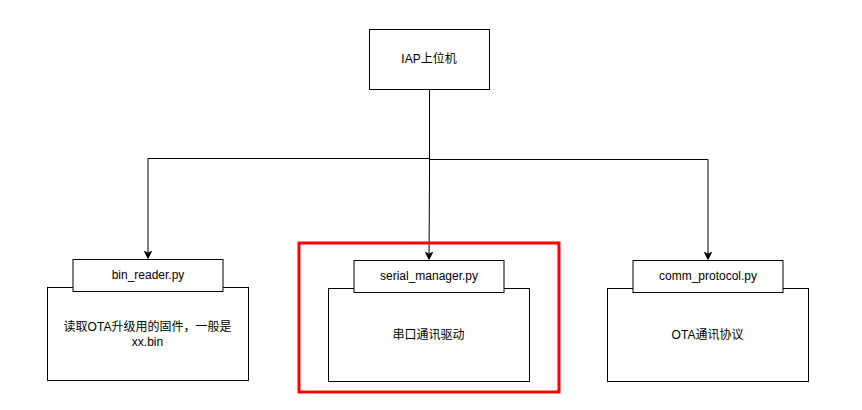 IAP上位机
bin_reader.py
读取OTA升级用的固件，一般是
xx.bin
serial_manager.py
串口通讯驱动
comm_protocol.py
OTA通讯协议